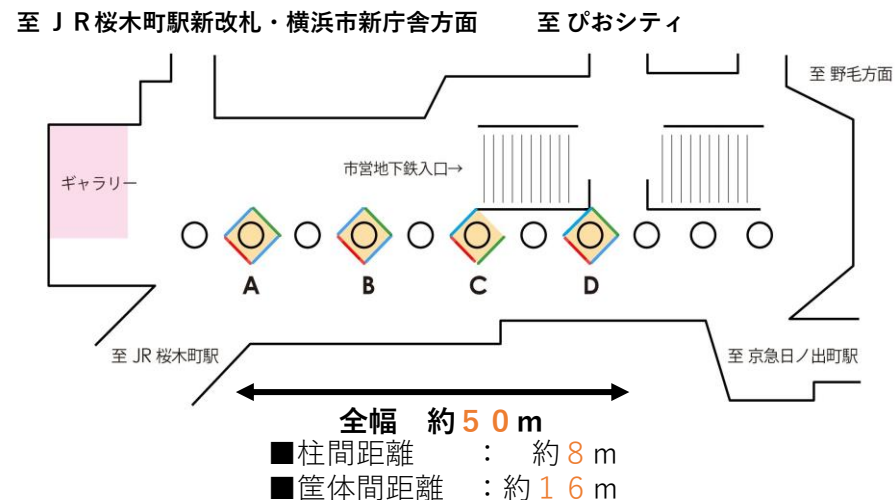 至 ＪＲ桜木町駅新改札・横浜市新庁舎方面　　至 ぴおシティ
至 野毛方面
市営地下鉄入口→
ギャラリー
A B C D
至 JR 桜木町駅
至 京急日ノ出町駅
全幅　約５０m
■柱間距離　　：　約８ｍ
■筐体間距離　：約１６ｍ